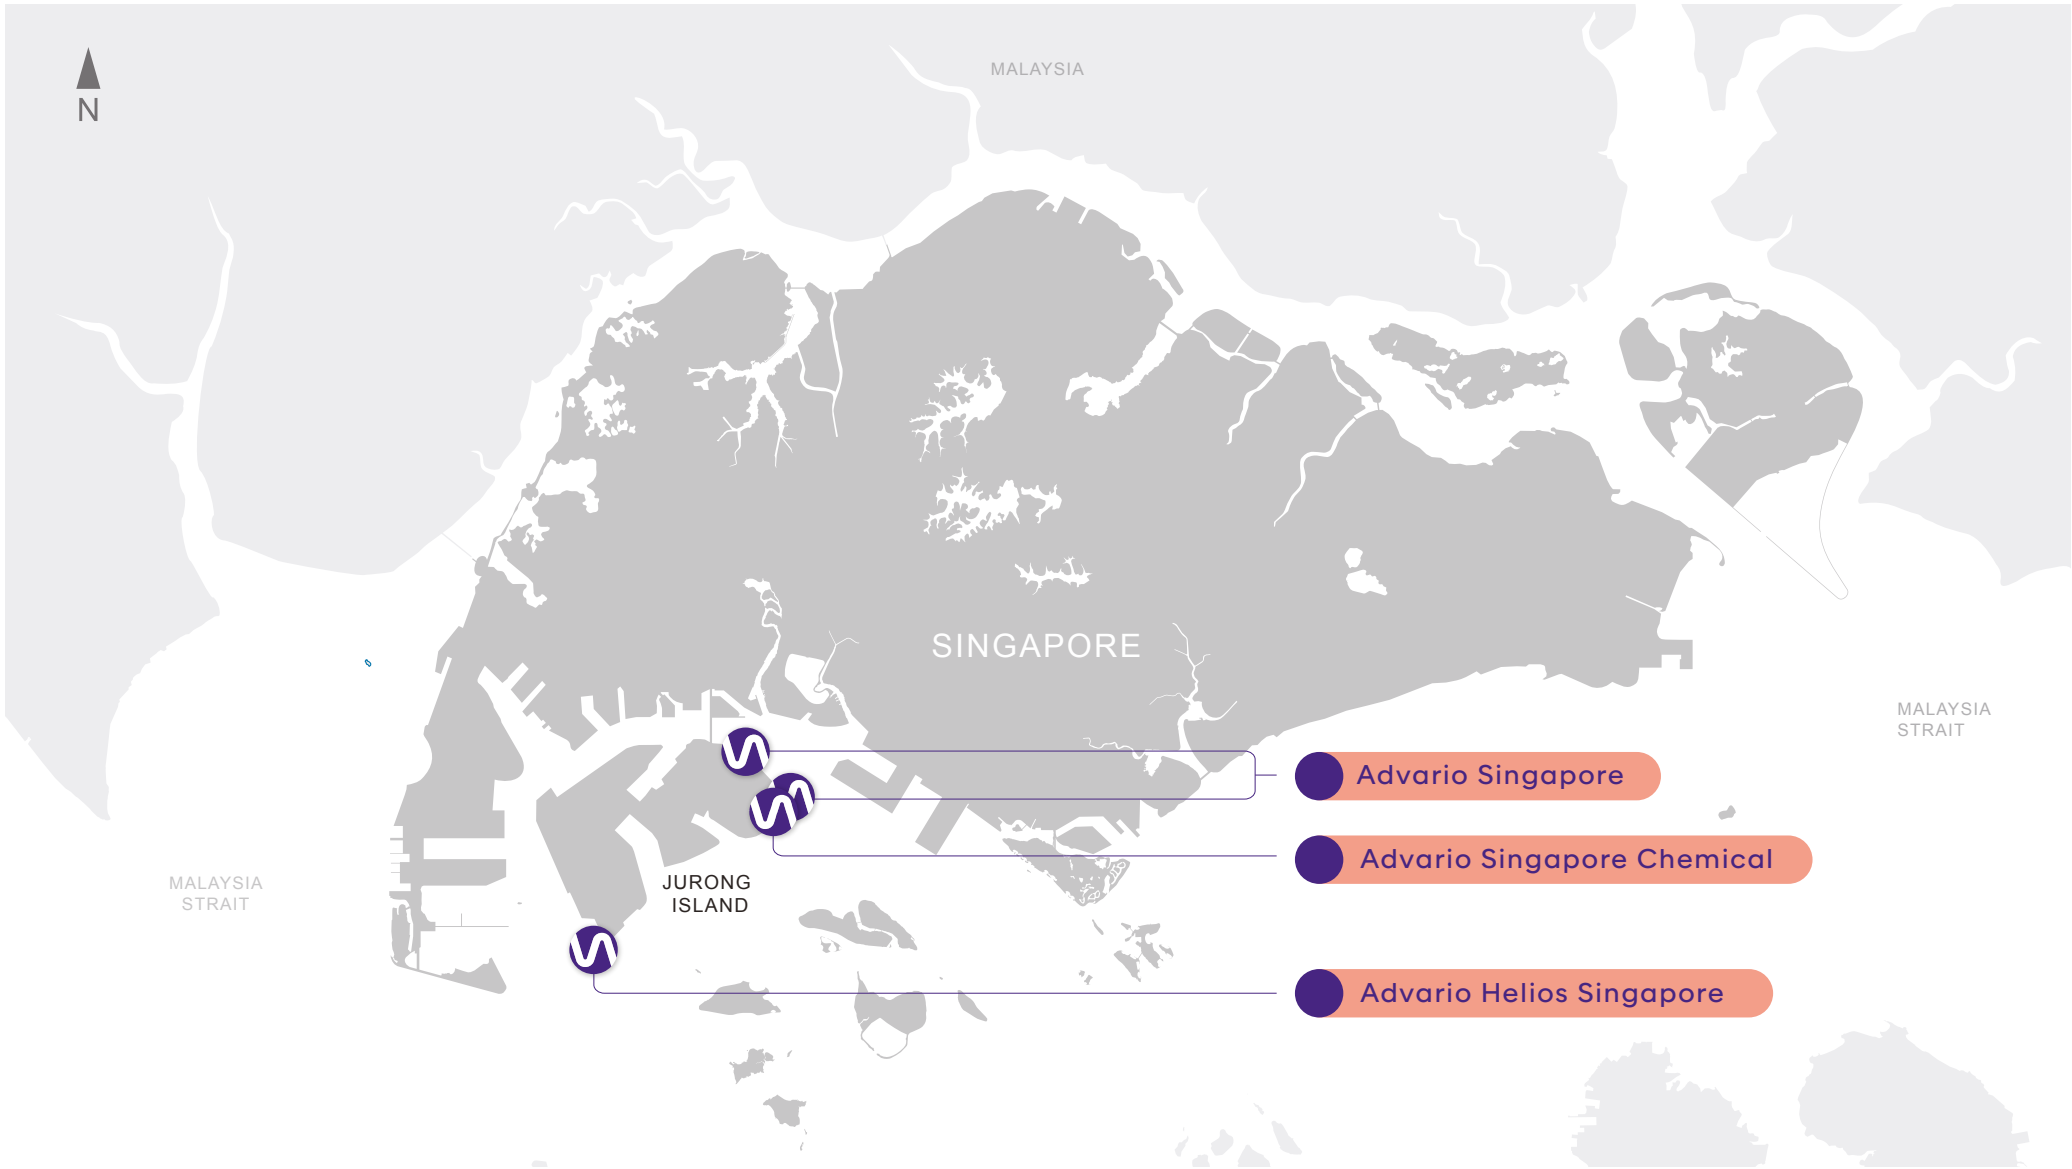 MALAYSIA
N
SINGAPORE
MALAYSIA
STRAIT
Advario Singapore
Advario Singapore Chemical
JURONG
ISLAND
MALAYSIA
STRAIT
Advario Helios Singapore